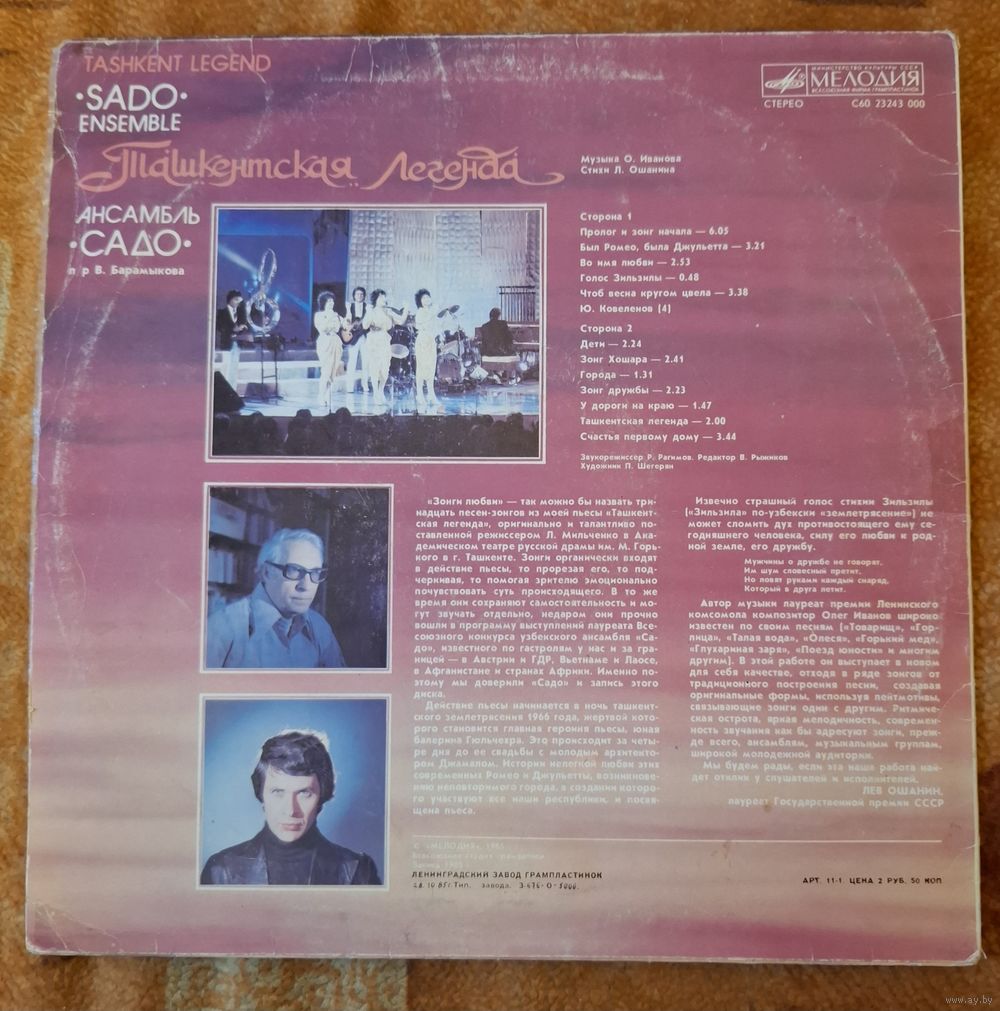 TASHKENT LEGEND
·SADO·
ENSEMBLE
Ташкентская Легенда
АНСАМБЛЬ
·САДО·
п/р В. Барамыкова
МИНИСТЕРСТВО КУЛЬТУРЫ СССР
МЕЛОДИЯ
ВСЕСОЮЗНАЯ ФИРМА ГРАМПЛАСТИНОК
СТЕРЕО С60 23243 000
Музыка О. Иванова
Стихи Л. Ошанина
Сторона 1
Пролог и зонг начала — 6.05
Был Ромео, была Джульетта — 3.21
Во имя любви — 2.53
Голос Зильзилы — 0.48
Чтоб весна кругом цвела — 3.38
Ю. Ковеленов (4)
Сторона 2
Дети — 2.24
Зонг Хошара — 2.41
Города — 1.31
Зонг дружбы — 2.23
У дороги на краю — 1.47
Ташкентская легенда — 2.00
Счастья первому дому — 3.44
Звукорежиссер Р. Рагимов. Редактор В. Рыжиков
Художник П. Шегерян
«Зонги любви» — так можно бы назвать три-
надцать песен-зонгов из моей пьесы «Ташкент-
ская легенда», оригинально и талантливо по-
ставленной режиссером Л. Мильченко в Ака-
демическом театре русской драмы им. М. Горь-
кого в г. Ташкенте. Зонги органически входят
в действие пьесы, то прорезая его, то под-
черкивая, то помогая зрителю эмоционально
почувствовать суть происходящего. В то же
время они сохраняют самостоятельность и мо-
гут звучать отдельно, недаром они прочно
вошли в программу выступлений лауреата Все-
союзного конкурса узбекского ансамбля «Са-
до», известного по гастролям у нас и за гра-
ницей — в Австрии и ГДР, Вьетнаме и Лаосе,
в Афганистане и странах Африки. Именно по-
этому мы доверили «Садо» и запись этого
диска.
Действие пьесы начинается в ночь ташкент-
ского землетрясения 1966 года, жертвой кото-
рого становится главная героиня пьесы, юная
балерина Гюльчехра. Это происходит за четы-
ре дня до ее свадьбы с молодым архитекто-
ром Джамалом. Истории нелегкой любви этих
современных Ромео и Джульетты, возникнове-
нию неповторимого города, в создании которо-
го участвуют все наши республики, и посвя-
щена пьеса.
Извечно страшный голос стихии Зильзилы
(«Зильзила» по-узбекски «землетрясение») не
может сломить дух противостоящего ему се-
годняшнего человека, силу его любви к род-
ной земле, его дружбу.
Мужчины о дружбе не говорят,
Им шум словесный претит,
Но ловят руками каждый снаряд,
Который в друга летит.
Автор музыки лауреат премии Ленинского
комсомола композитор Олег Иванов широко
известен по своим песням («Товарищ», «Гор-
лица», «Талая вода», «Олеся», «Горький мед»,
«Глухариная заря», «Поезд юности» и многим
другим). В этой работе он выступает в новом
для себя качестве, отходя в ряде зонгов от
традиционного построения песни, создавая
оригинальные формы, используя лейтмотивы,
связывающие зонги один с другим. Ритмиче-
ская острота, яркая мелодичность, современ-
ность звучания как бы адресуют зонги, преж-
де всего, ансамблям, музыкальным группам,
широкой молодежной аудитории.
Мы будем рады, если эта наша работа най-
дет отклик у слушателей и исполнителей.
ЛЕВ ОШАНИН,
лауреат Государственной премии СССР
© «МЕЛОДИЯ»,
Всесоюзная студия грамзаписи
ЛЕНИНГРАДСКИЙ ЗАВОД ГРАМПЛАСТИНОК
28.10.85г. Тип. завода. З-676-О-5000.
АРТ. 11-1. ЦЕНА 2 РУБ. 50 КОП.
www.ay.by